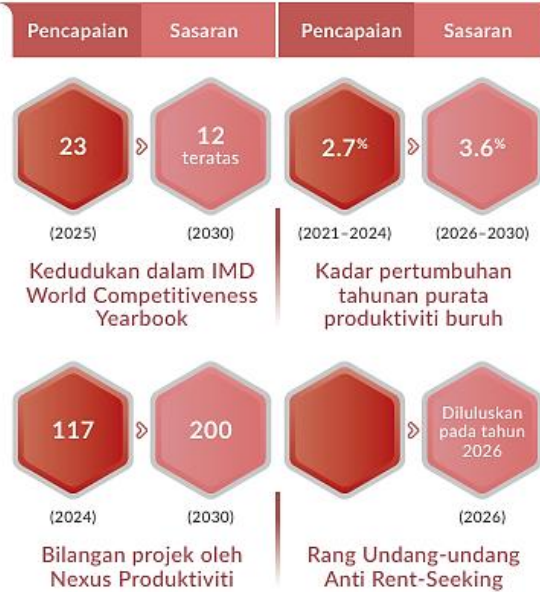 Pencapaian Sasaran Pencapaian Sasaran
23
12
teratas
2.7%
3.6%
(2025) (2030) (2021–2024) (2026–2030)
Kedudukan dalam IMD
World Competitiveness
Yearbook
Kadar pertumbuhan
tahunan purata
produktiviti buruh
117
200
Diluluskan
pada tahun
2026
(2024) (2030) (2026)
Bilangan projek oleh
Nexus Produktiviti
Rang Undang-undang
Anti Rent-Seeking